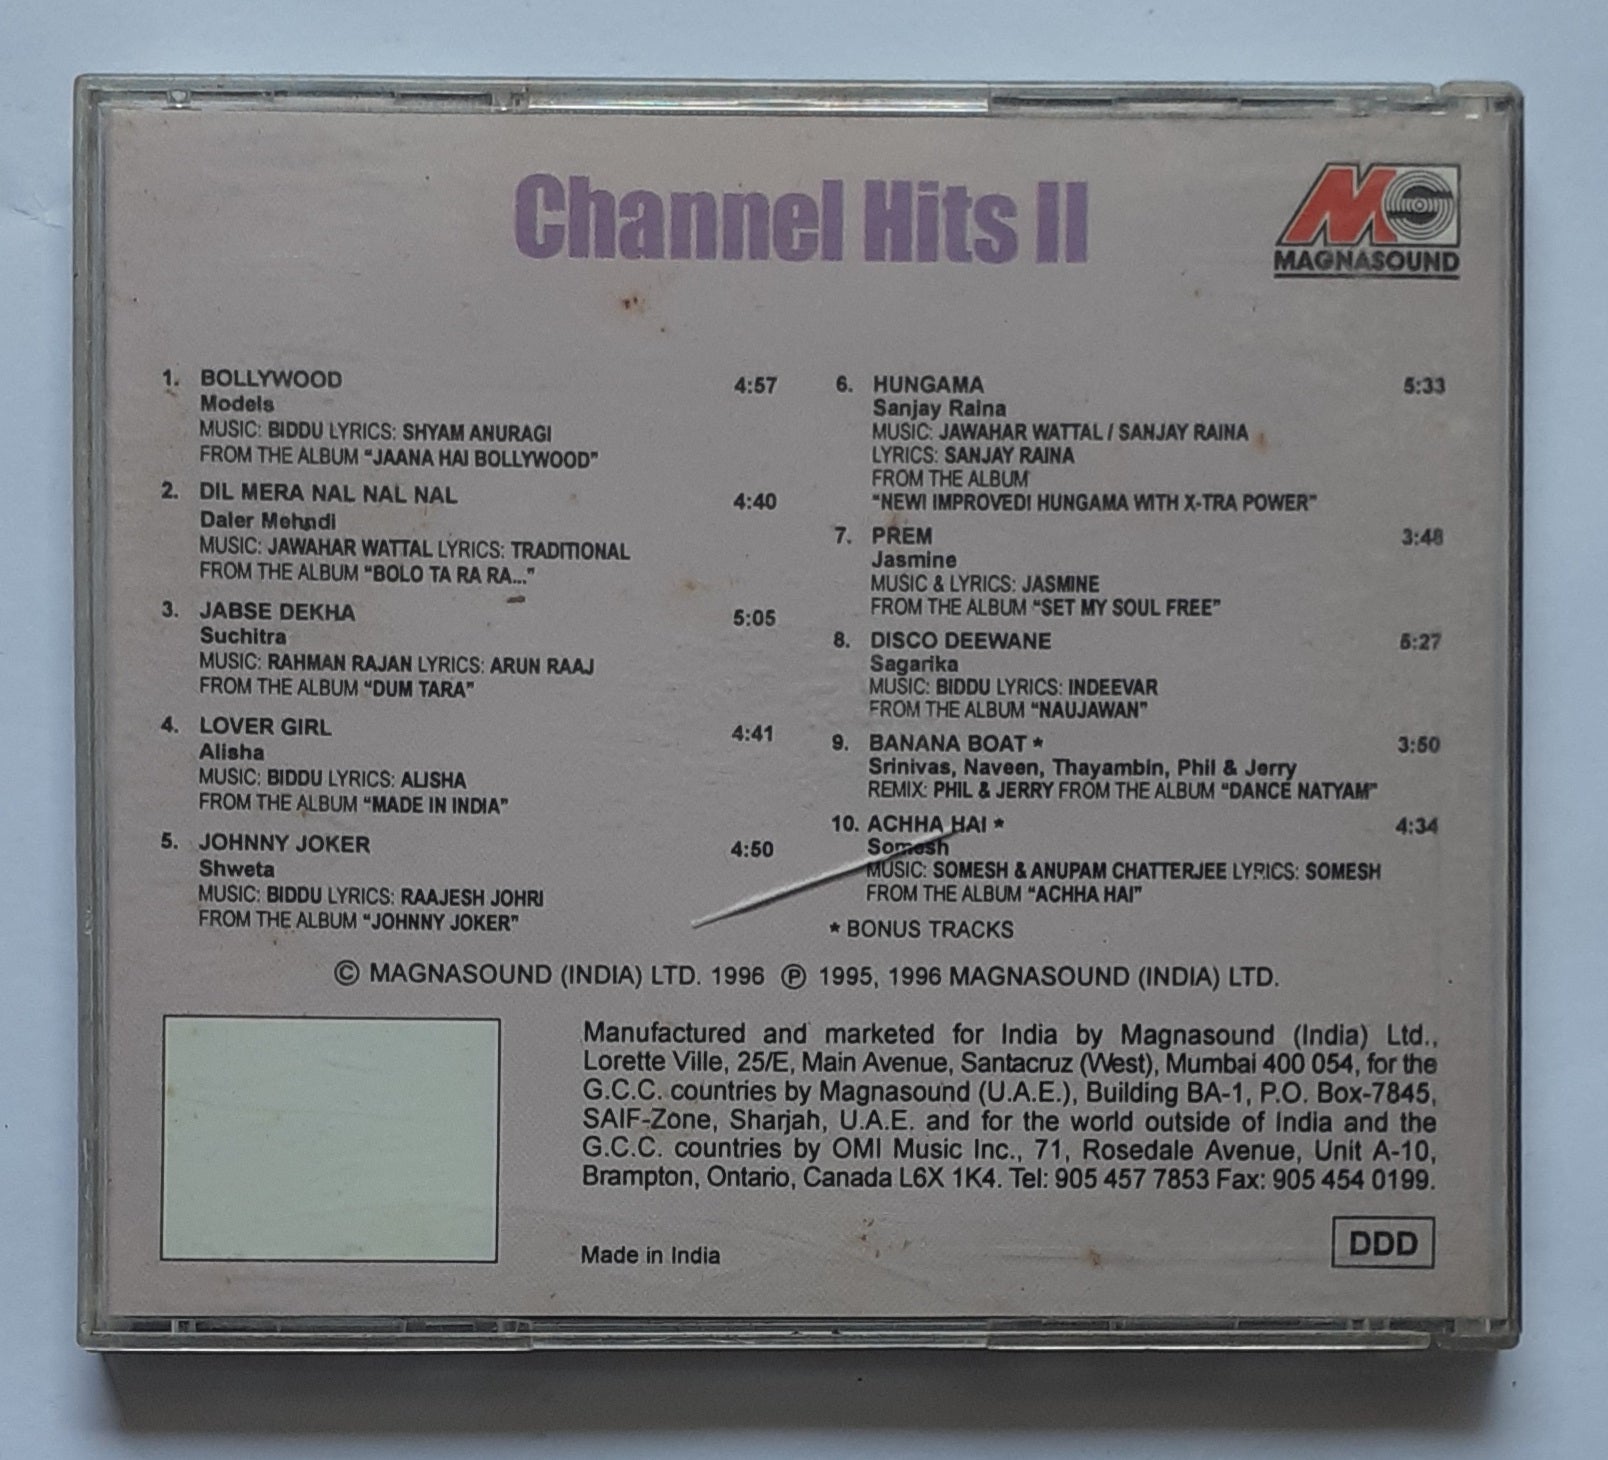 Channel Hits II
MG
MAGNASOUND
1. BOLLYWOOD 4:57
Models
MUSIC: BIDDU LYRICS: SHYAM ANURAGI
FROM THE ALBUM "JAANA HAI BOLLYWOOD"
2. DIL MERA NAL NAL NAL 4:40
Daler Mehndi
MUSIC: JAWAHAR WATTAL LYRICS: TRADITIONAL
FROM THE ALBUM "BOLO TA RA RA..."
3. JABSE DEKHA 5:05
Suchitra
MUSIC: RAHMAN RAJAN LYRICS: ARUN RAAJ
FROM THE ALBUM "DUM TARA"
4. LOVER GIRL 4:41
Alisha
MUSIC: BIDDU LYRICS: ALISHA
FROM THE ALBUM "MADE IN INDIA"
5. JOHNNY JOKER 4:50
Shweta
MUSIC: BIDDU LYRICS: RAAJESH JOHRI
FROM THE ALBUM "JOHNNY JOKER"
6. HUNGAMA 5:33
Sanjay Raina
MUSIC: JAWAHAR WATTAL / SANJAY RAINA
LYRICS: SANJAY RAINA
FROM THE ALBUM
"NEW! IMPROVED! HUNGAMA WITH X-TRA POWER"
7. PREM 3:48
Jasmine
MUSIC & LYRICS: JASMINE
FROM THE ALBUM "SET MY SOUL FREE"
8. DISCO DEEWANE 5:27
Sagarika
MUSIC: BIDDU LYRICS: INDEEVAR
FROM THE ALBUM "NAUJAWAN"
9. BANANA BOAT * 3:50
Srinivas, Naveen, Thayambin, Phil & Jerry
REMIX: PHIL & JERRY FROM THE ALBUM "DANCE NATYAM"
10. ACHHA HAI * 4:34
Somesh
MUSIC: SOMESH & ANUPAM CHATTERJEE LYRICS: SOMESH
FROM THE ALBUM "ACHHA HAI"
* BONUS TRACKS
© MAGNASOUND (INDIA) LTD. 1996 ℗ 1995, 1996 MAGNASOUND (INDIA) LTD.
Manufactured and marketed for India by Magnasound (India) Ltd.,
Lorette Ville, 25/E, Main Avenue, Santacruz (West), Mumbai 400 054, for the
G.C.C. countries by Magnasound (U.A.E.), Building BA-1, P.O. Box-7845,
SAIF-Zone, Sharjah, U.A.E. and for the world outside of India and the
G.C.C. countries by OMI Music Inc., 71, Rosedale Avenue, Unit A-10,
Brampton, Ontario, Canada L6X 1K4. Tel: 905 457 7853 Fax: 905 454 0199.
Made in India
DDD